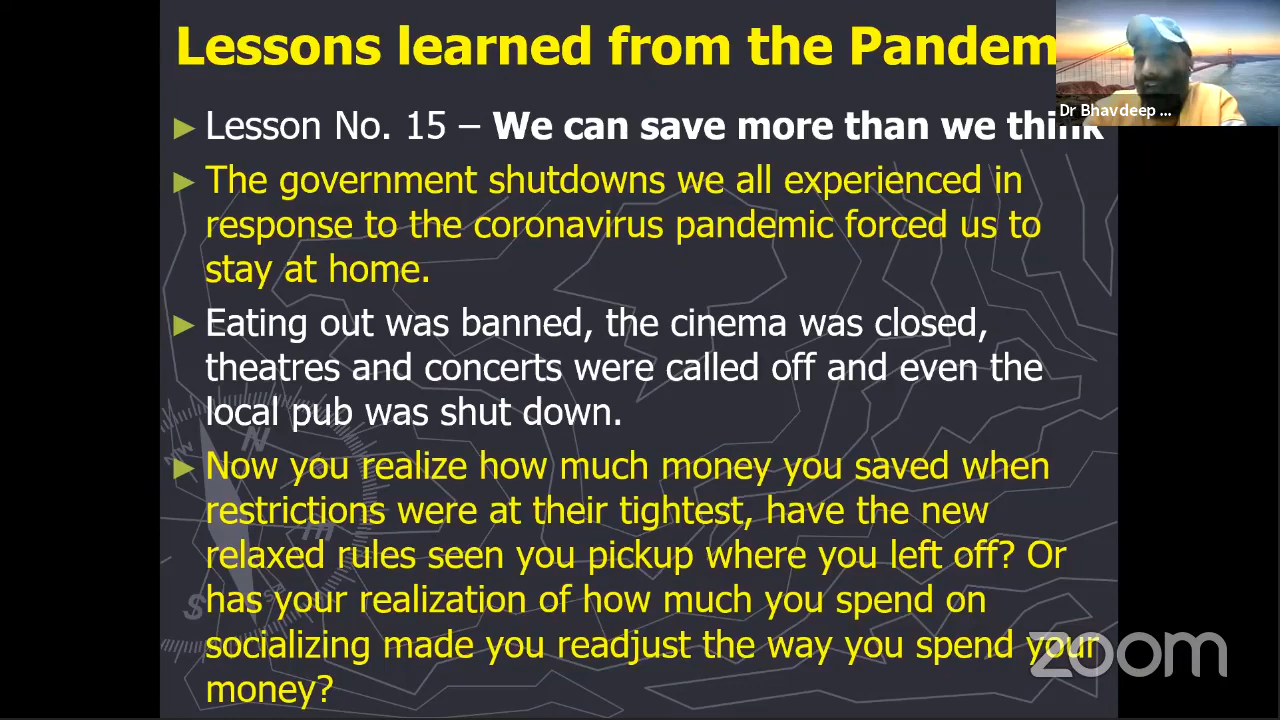 Lessons learned from the Pandem
Dr Bhavdeep ...
► Lesson No. 15 – We can save more than we think
► The government shutdowns we all experienced in
response to the coronavirus pandemic forced us to
stay at home.
► Eating out was banned, the cinema was closed,
theatres and concerts were called off and even the
local pub was shut down.
► Now you realize how much money you saved when
restrictions were at their tightest, have the new
relaxed rules seen you pickup where you left off? Or
has your realization of how much you spend on
socializing made you readjust the way you spend your
money?
zoom
N
NW
E
S
SE